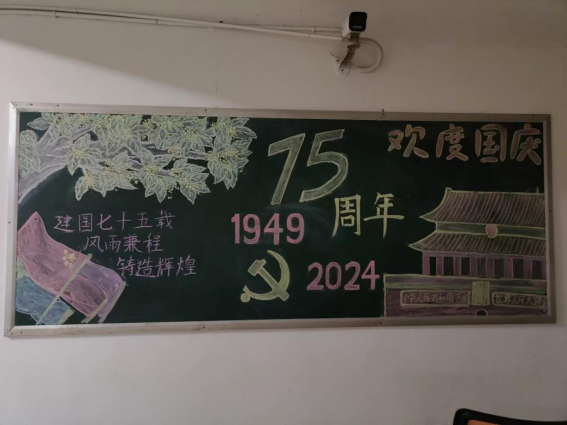 欢度国庆
75
周年
1949
2024
建国七十五载
风雨兼程
铸造辉煌